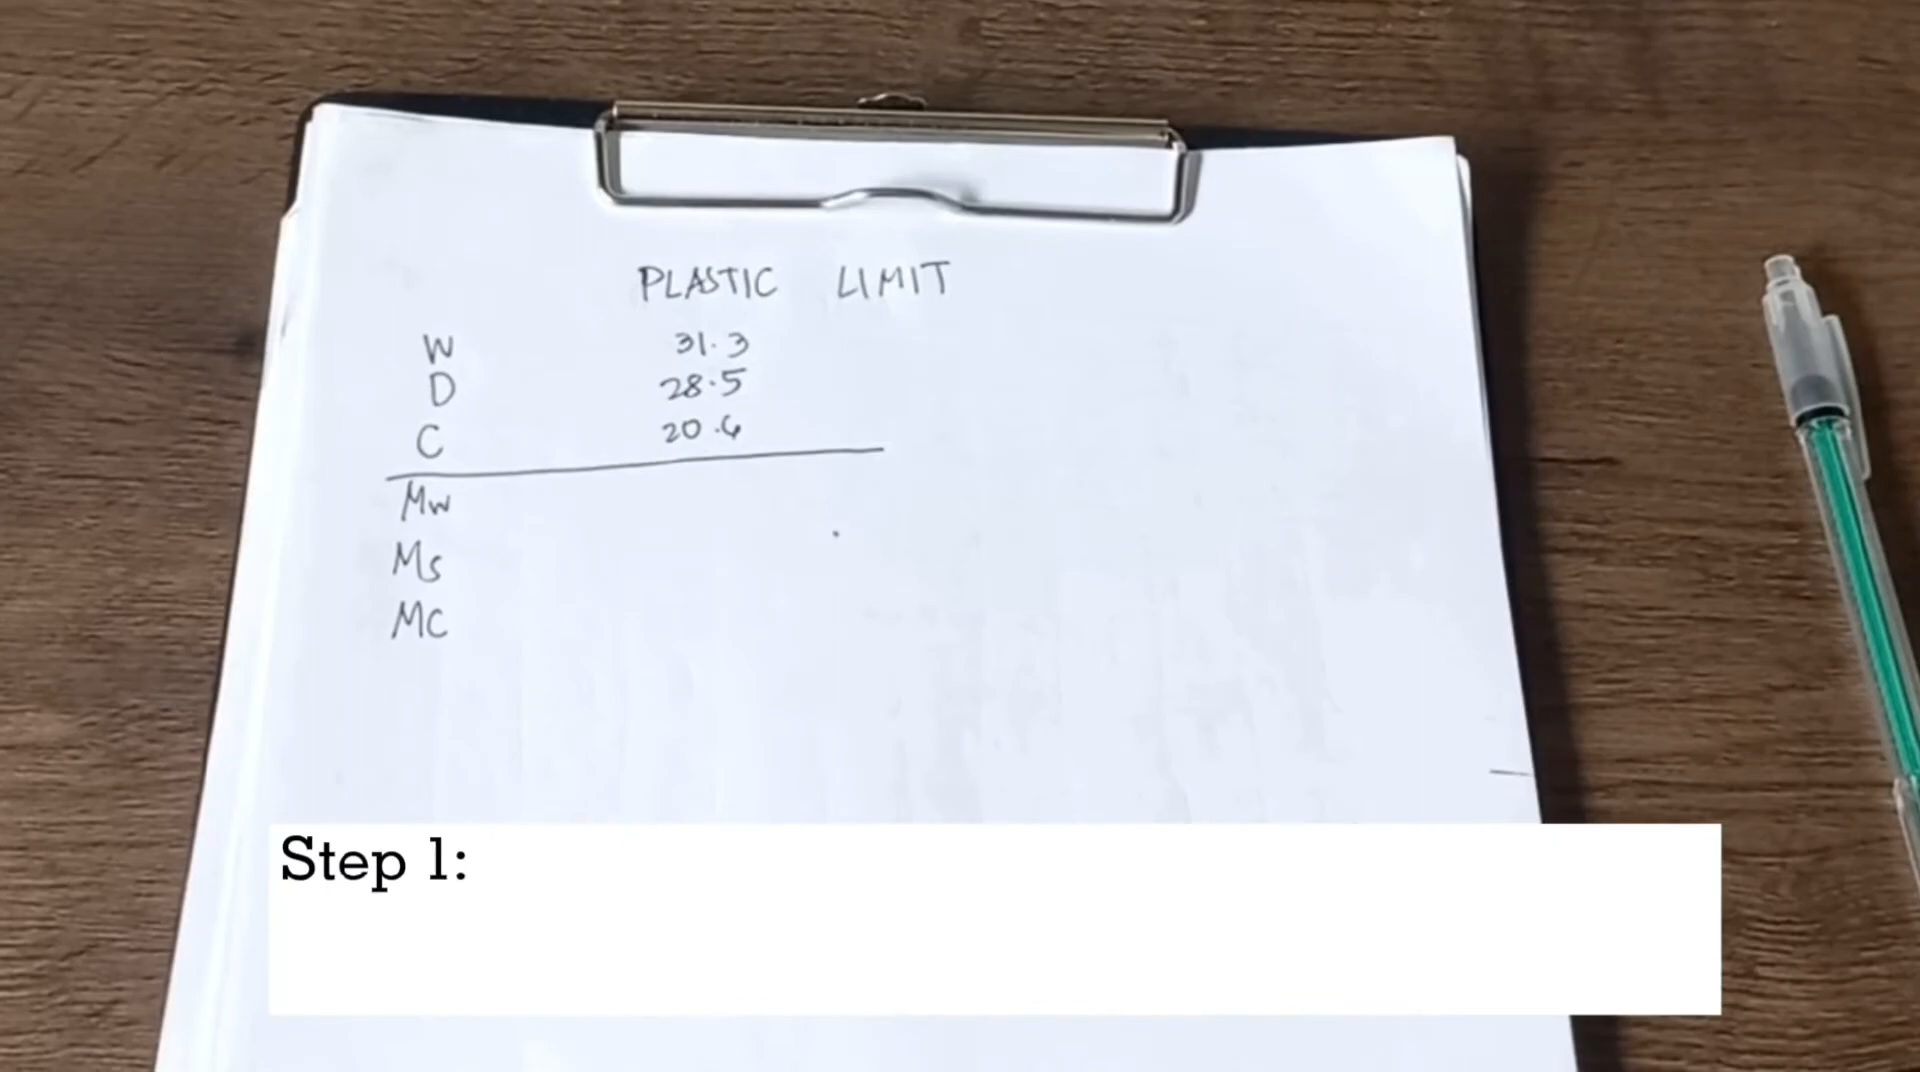 PLASTIC LIMIT
W 31.3
D 28.5
C 20.6
Mw
Ms
MC
Step 1: